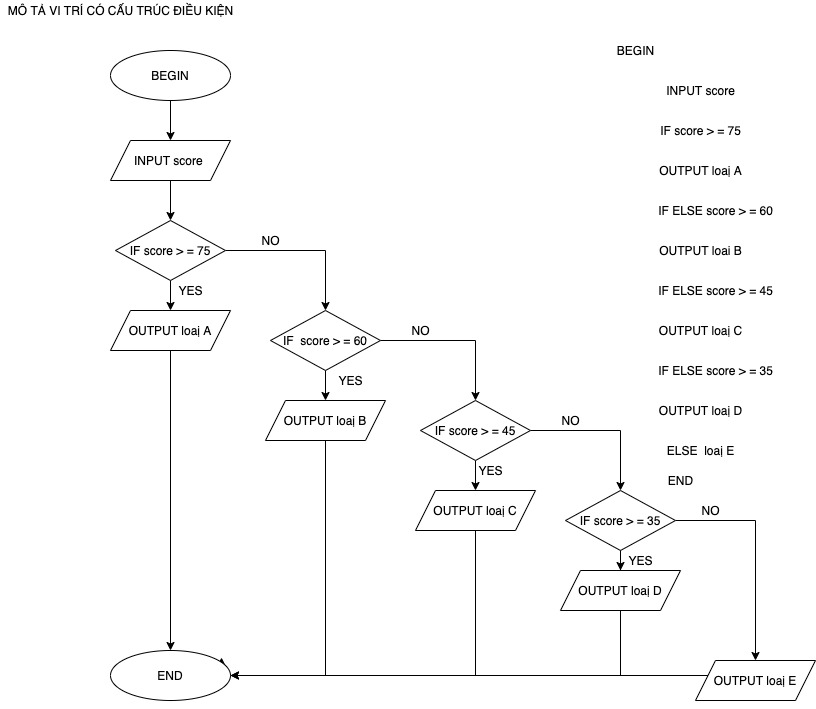 MÔ TẢ VỊ TRÍ CÓ CẤU TRÚC ĐIỀU KIỆN
BEGIN
INPUT score
IF score > = 75
NO
YES
OUTPUT loaị A
IF  score > = 60
NO
YES
OUTPUT loaị B
IF score > = 45
NO
YES
OUTPUT loaị C
IF score > = 35
NO
YES
OUTPUT loaị D
OUTPUT loaị E
END
BEGIN
INPUT score
IF score > = 75
OUTPUT loaị A
IF ELSE score > = 60
OUTPUT loaị B
IF ELSE score > = 45
OUTPUT loaị C
IF ELSE score > = 35
OUTPUT loaị D
ELSE  loaị E
END